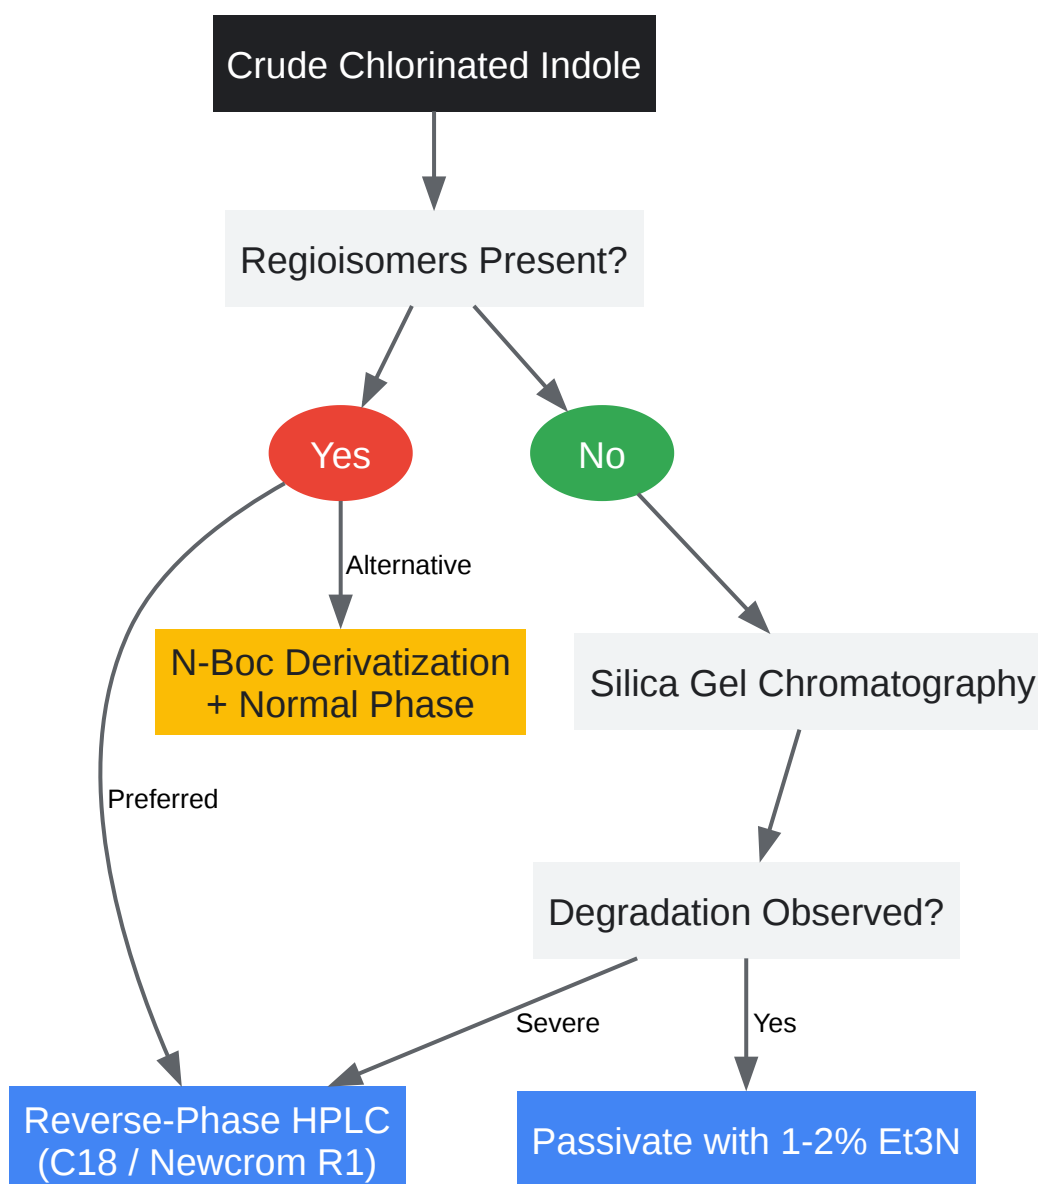 Crude Chlorinated Indole
Regioisomers Present?
Yes
No
Alternative
N-Boc Derivatization
+ Normal Phase
Silica Gel Chromatography
Preferred
Degradation Observed?
Severe
Yes
Reverse-Phase HPLC
(C18 / Newcrom R1)
Passivate with 1-2% Et3N